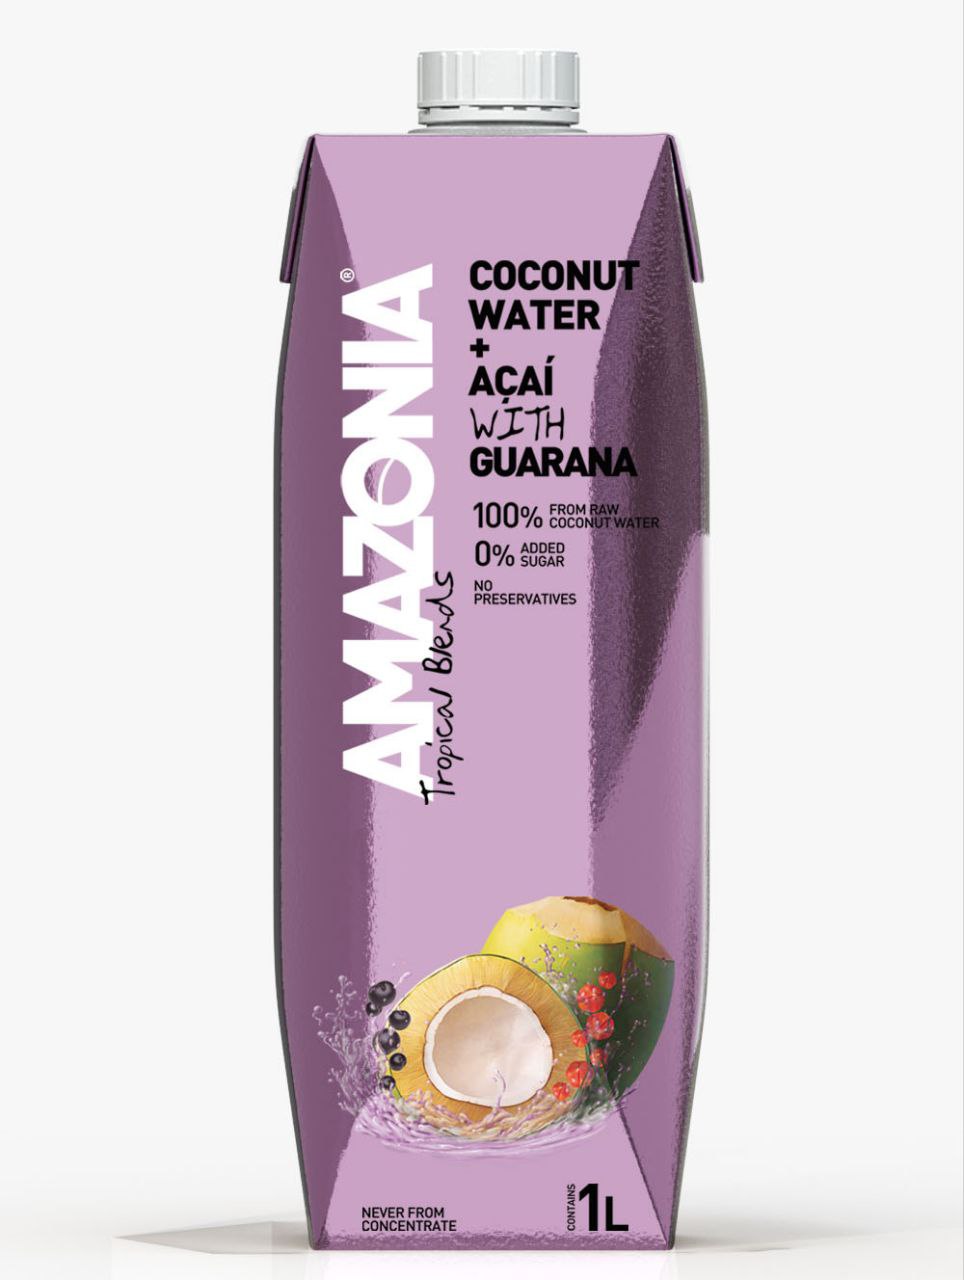 AMAZONIA®
Tropical Blends
COCONUT
WATER
+
AÇAÍ
WITH
GUARANA
100% FROM RAW
COCONUT WATER
0% ADDED
SUGAR
NO
PRESERVATIVES
NEVER FROM
CONCENTRATE
CONTAINS
1L